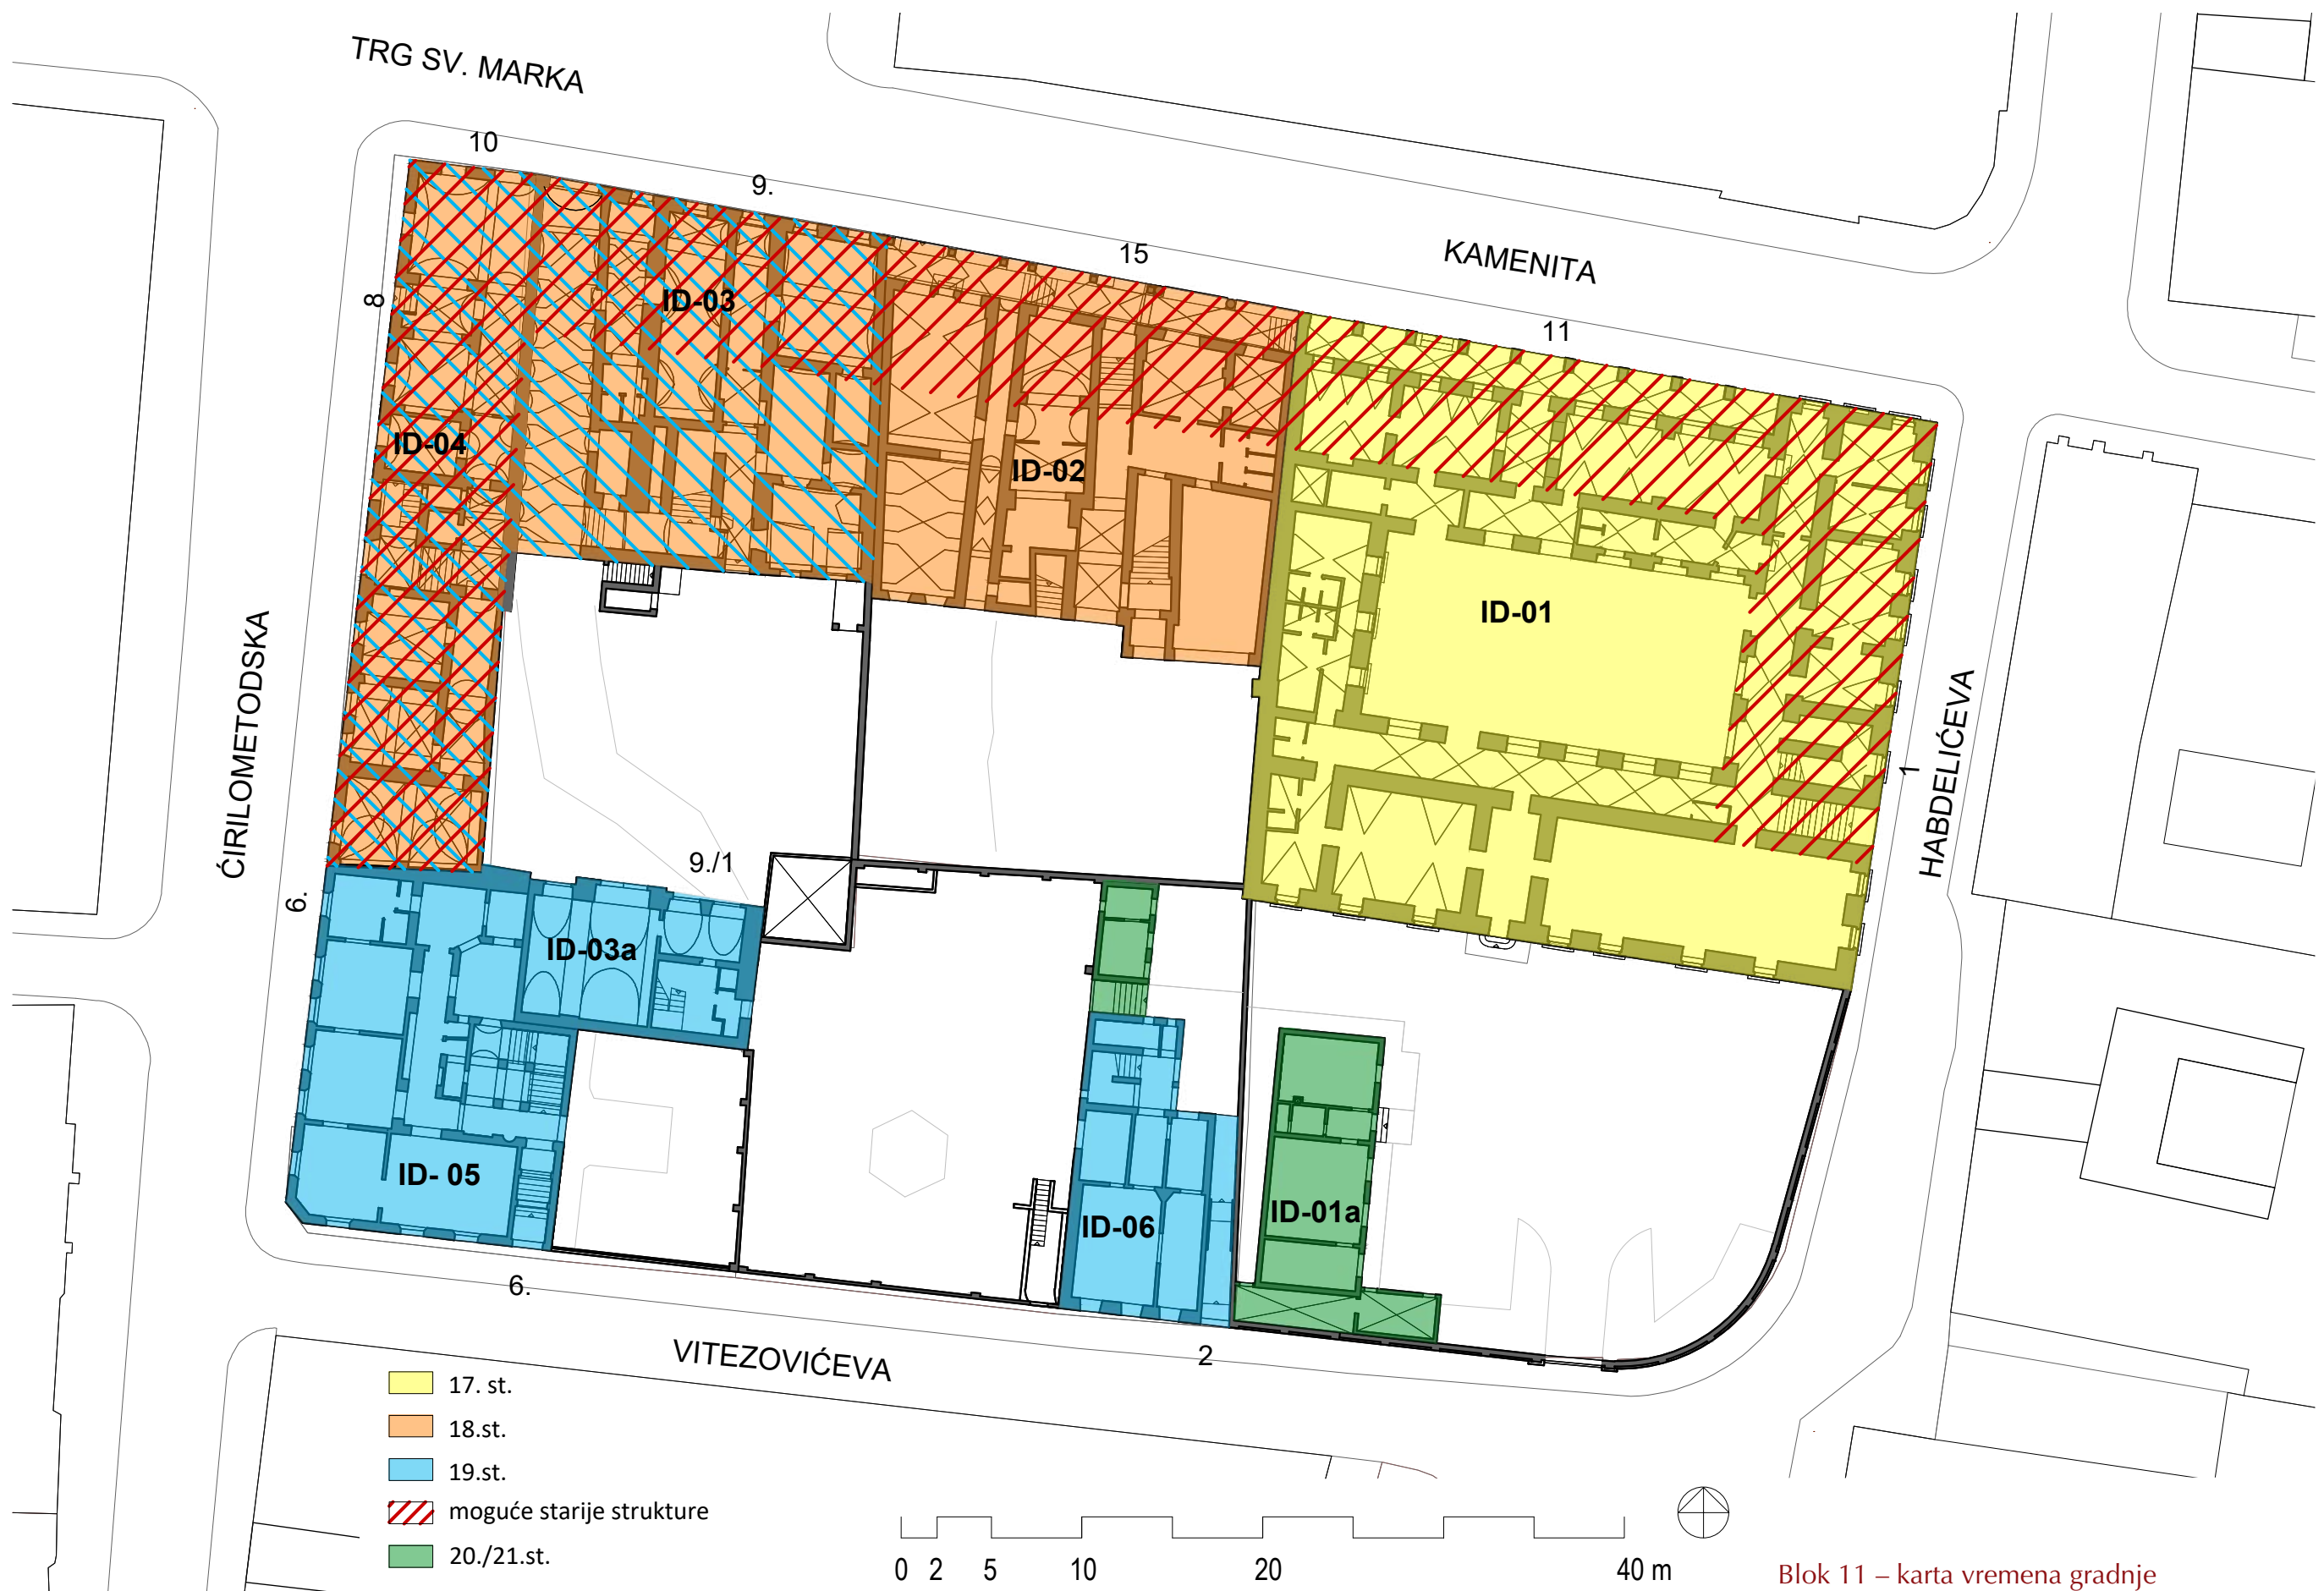 TRG SV. MARKA
10
9.
15
KAMENITA
11
8
ID-03
ID-04
ID-02
ID-01
ĆIRILOMETODSKA
HABDELIĆEVA
1
9./1
6.
ID-03a
ID- 05
ID-06
ID-01a
6.
VITEZOVIĆEVA
2
17. st.
18.st.
19.st.
moguće starije strukture
20./21.st.
0 2 5 10 20 40 m
Blok 11 – karta vremena gradnje